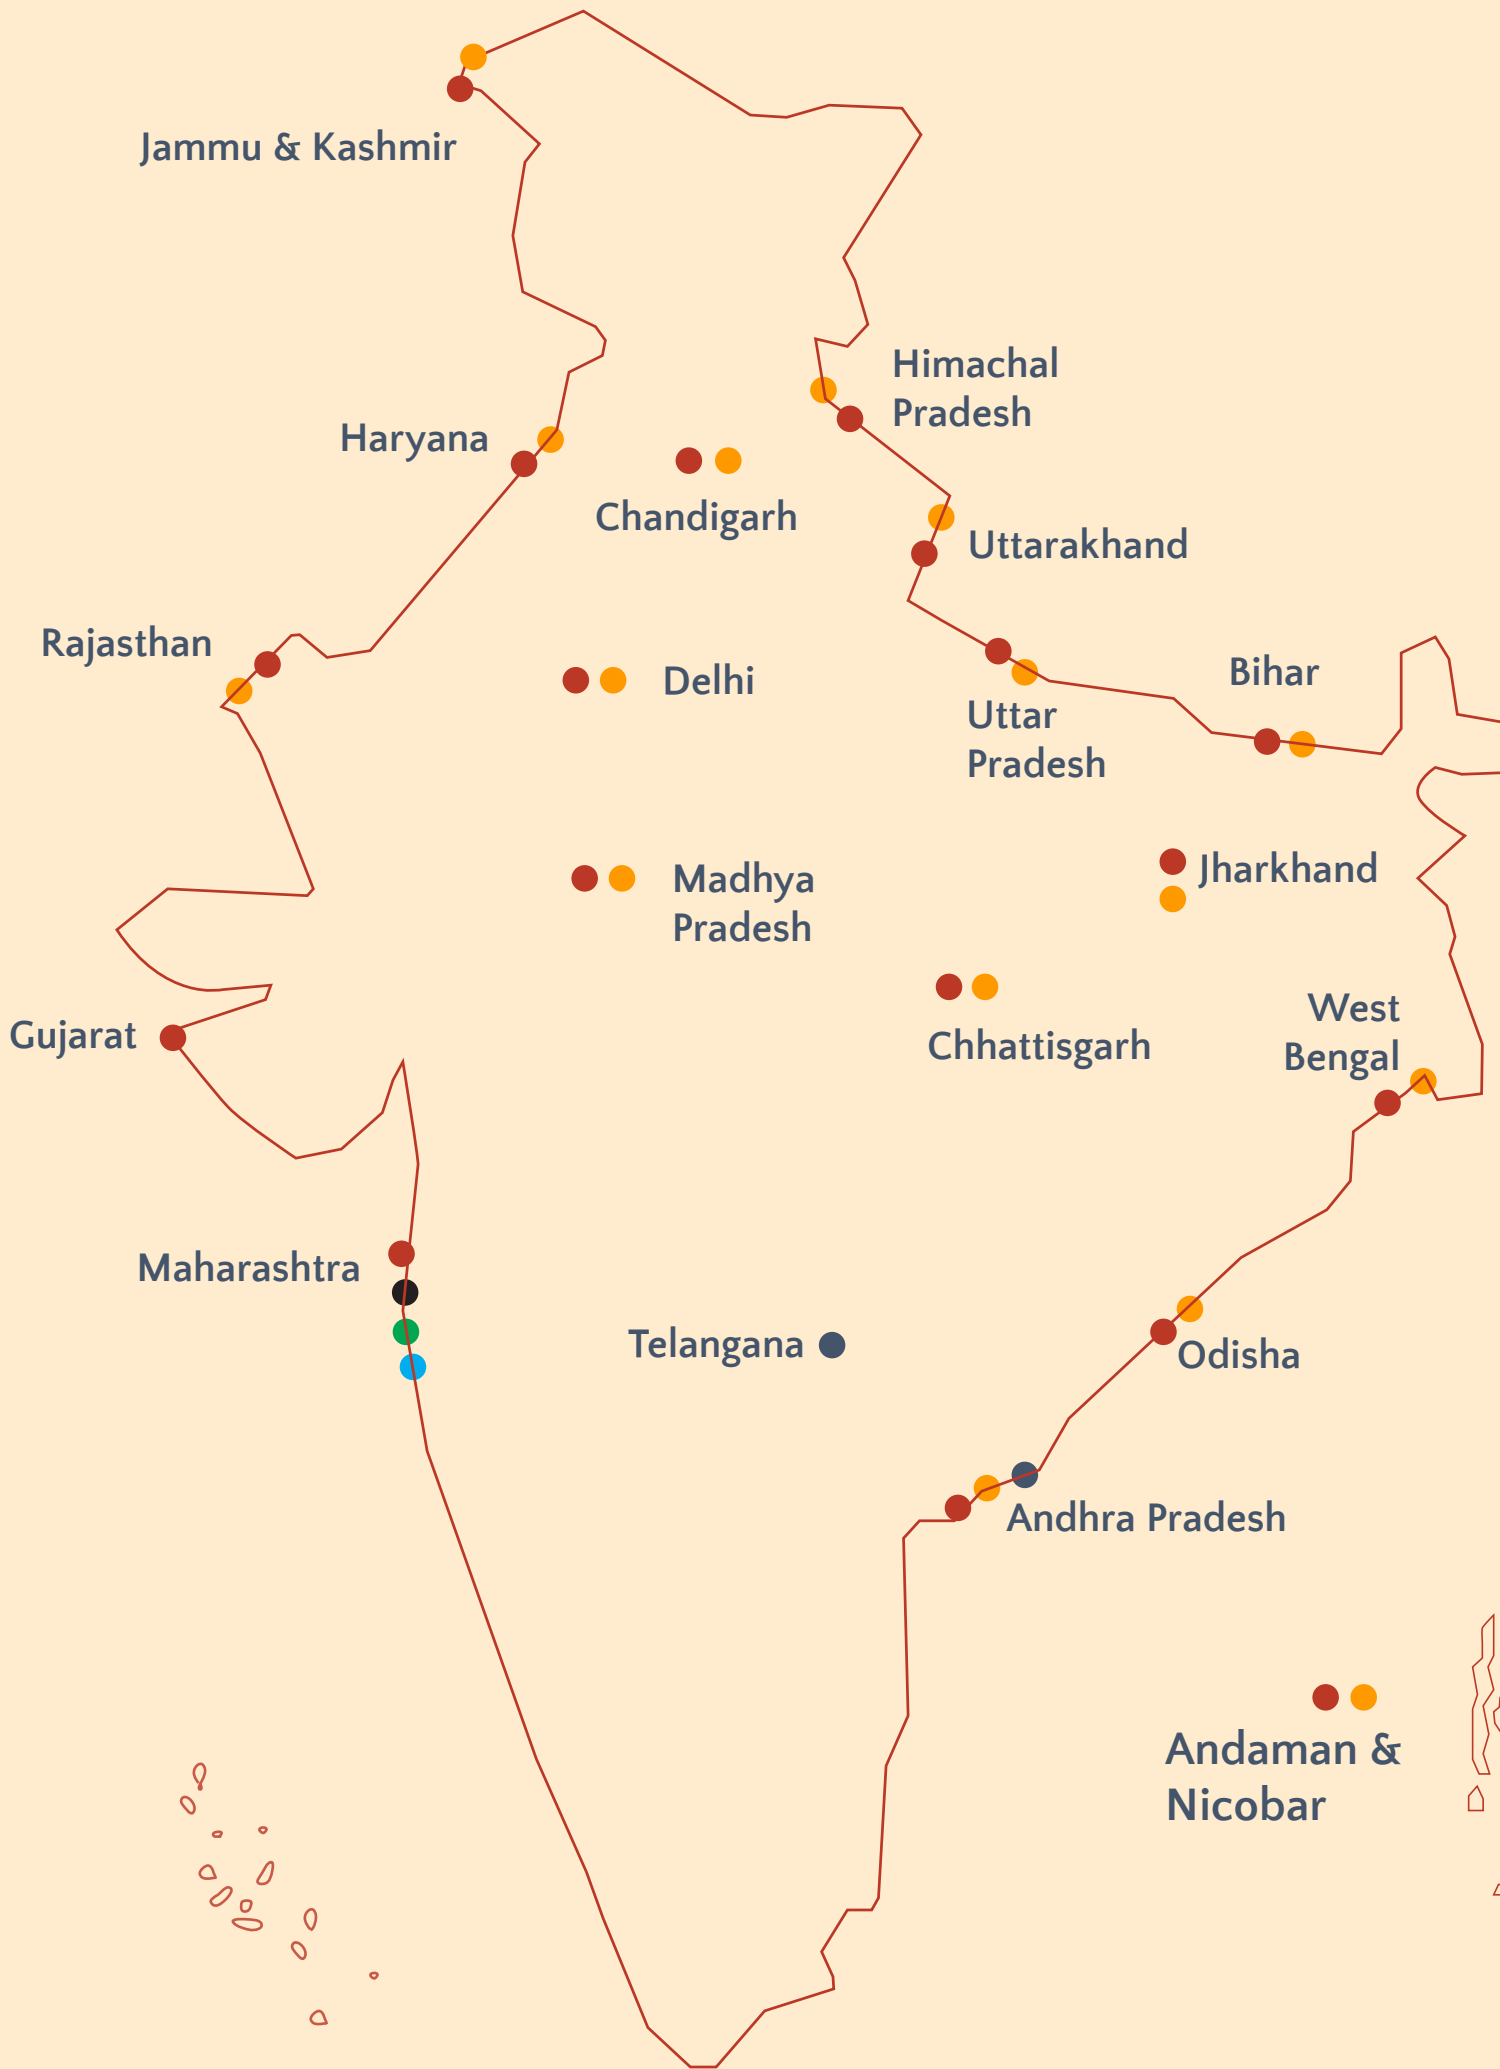 Jammu & Kashmir
Himachal
Pradesh
Haryana
Chandigarh
Uttarakhand
Rajasthan
Delhi
Bihar
Uttar
Pradesh
Jharkhand
Madhya
Pradesh
West
Bengal
Gujarat
Chhattisgarh
Maharashtra
Telangana
Odisha
Andhra Pradesh
Andaman &
Nicobar